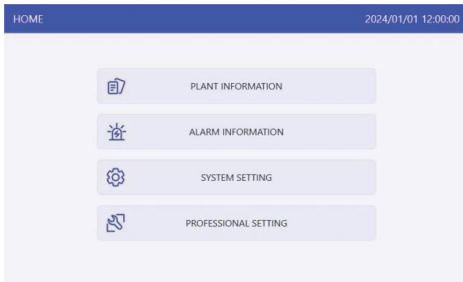 HOME 2024/01/01 12:00:00
PLANT INFORMATION
ALARM INFORMATION
SYSTEM SETTING
PROFESSIONAL SETTING